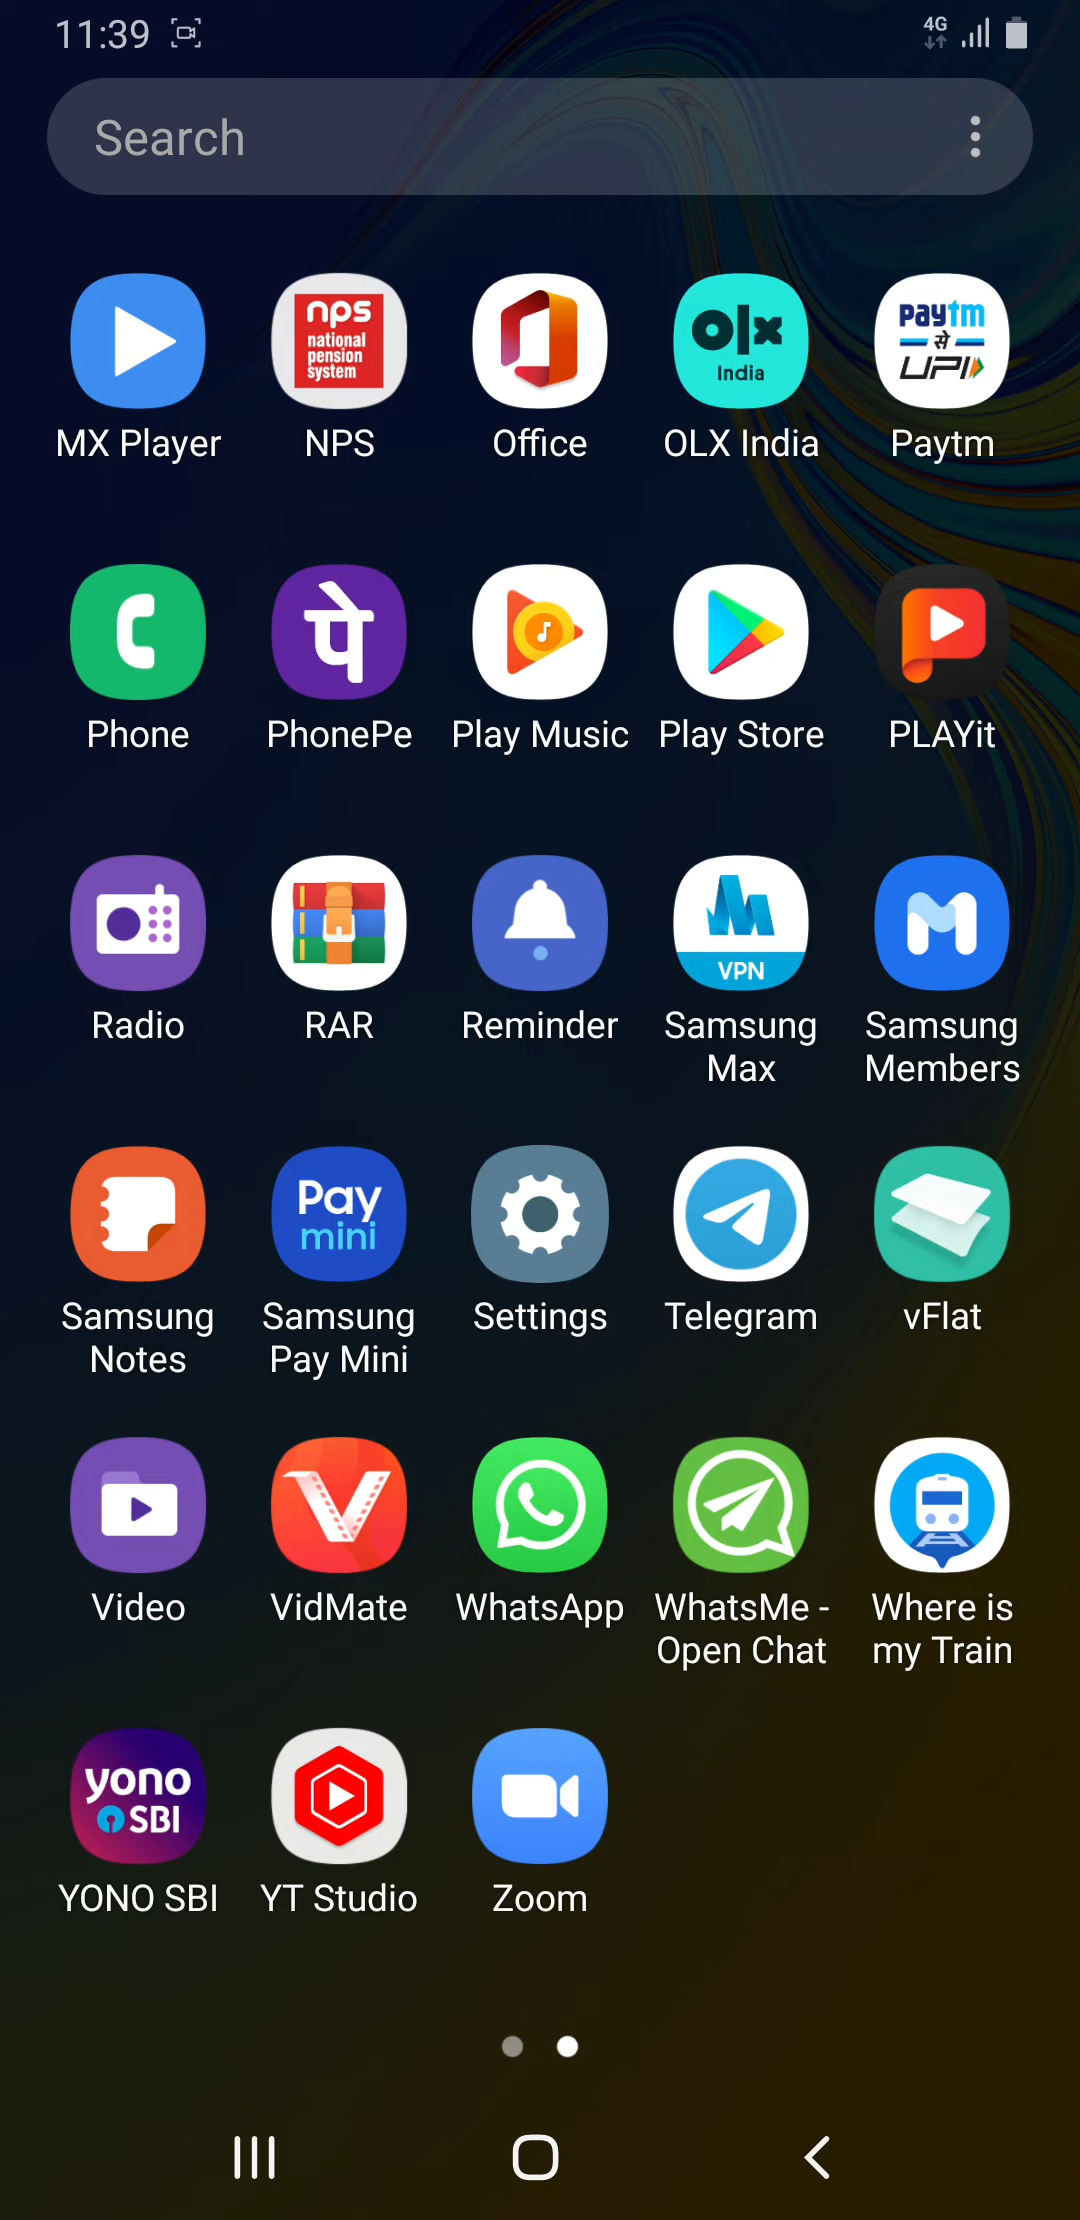 11:39
4G
Search
nps
national
pension
system
olx
India
paytm
से
UPI
MX Player
NPS
Office
OLX India
Paytm
पे
Phone
PhonePe
Play Music
Play Store
PLAYit
VPN
Radio
RAR
Reminder
Samsung
Max
Samsung
Members
Pay
mini
Samsung
Notes
Samsung
Pay Mini
Settings
Telegram
vFlat
Video
VidMate
WhatsApp
WhatsMe -
Open Chat
Where is
my Train
yono
SBI
YONO SBI
YT Studio
Zoom